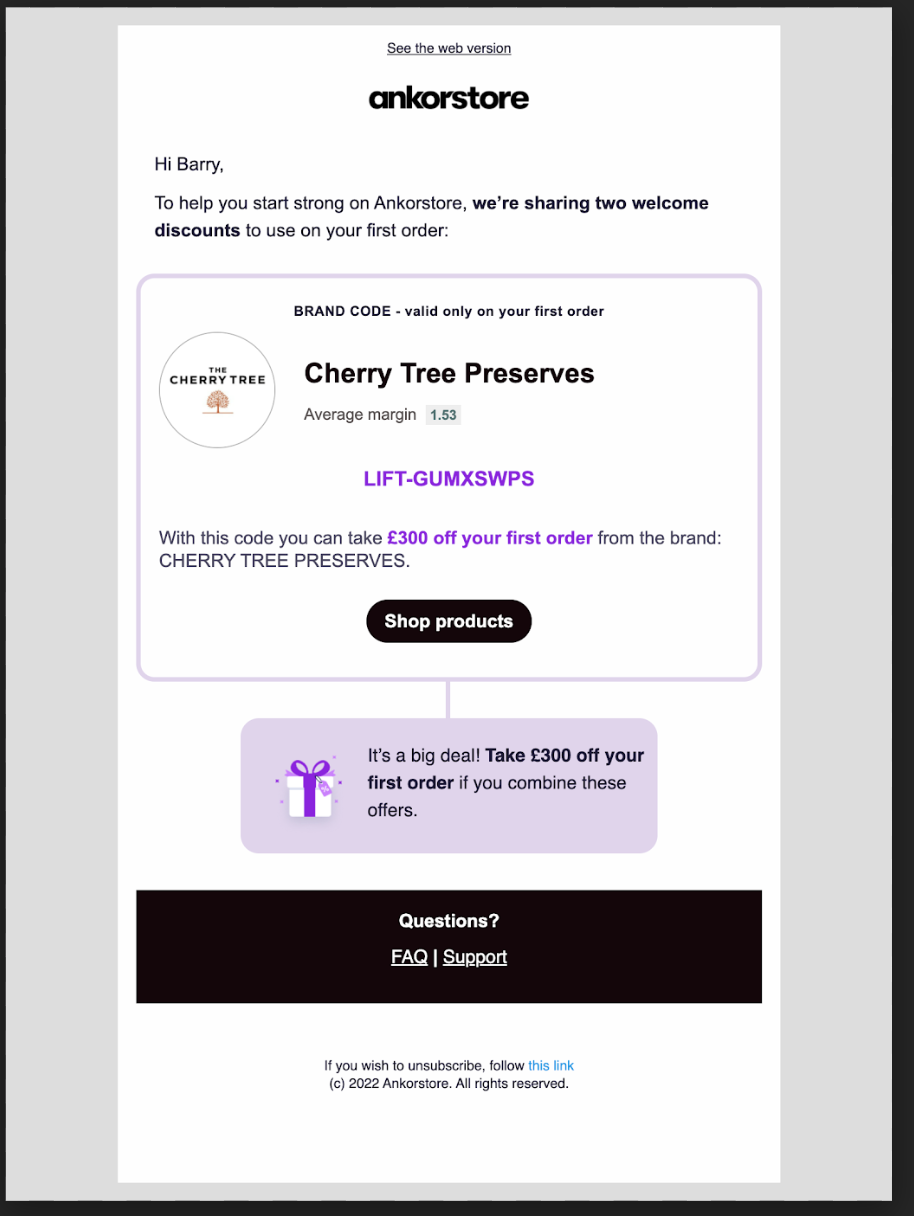 See the web version
ankorstore
Hi Barry,
To help you start strong on Ankorstore, we’re sharing two welcome
discounts to use on your first order:
BRAND CODE - valid only on your first order
THE
CHERRY TREE
Cherry Tree Preserves
Average margin 1.53
LIFT-GUMXSWPS
With this code you can take £300 off your first order from the brand:
CHERRY TREE PRESERVES.
Shop products
It’s a big deal! Take £300 off your
first order if you combine these
offers.
Questions?
FAQ | Support
If you wish to unsubscribe, follow this link
(c) 2022 Ankorstore. All rights reserved.